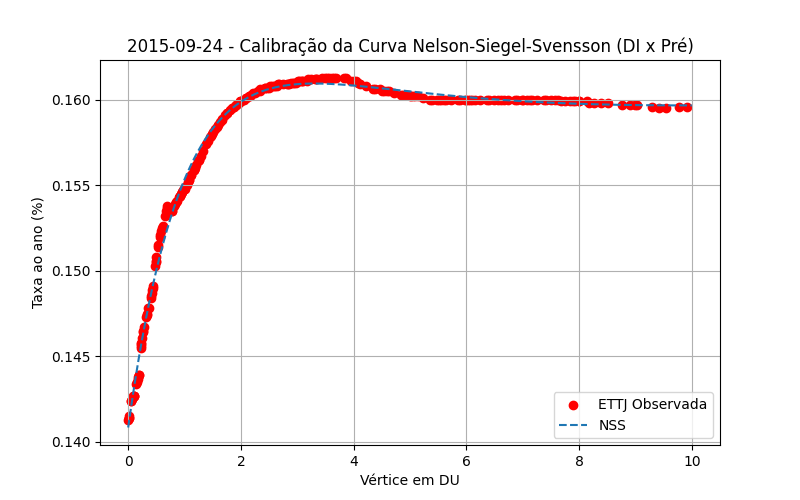 2015-09-24 - Calibração da Curva Nelson-Siegel-Svensson (DI x Pré)
Taxa ao ano (%)
0.160
0.155
0.150
0.145
0.140
ETTJ Observada
NSS
0 2 4 6 8 10
Vértice em DU